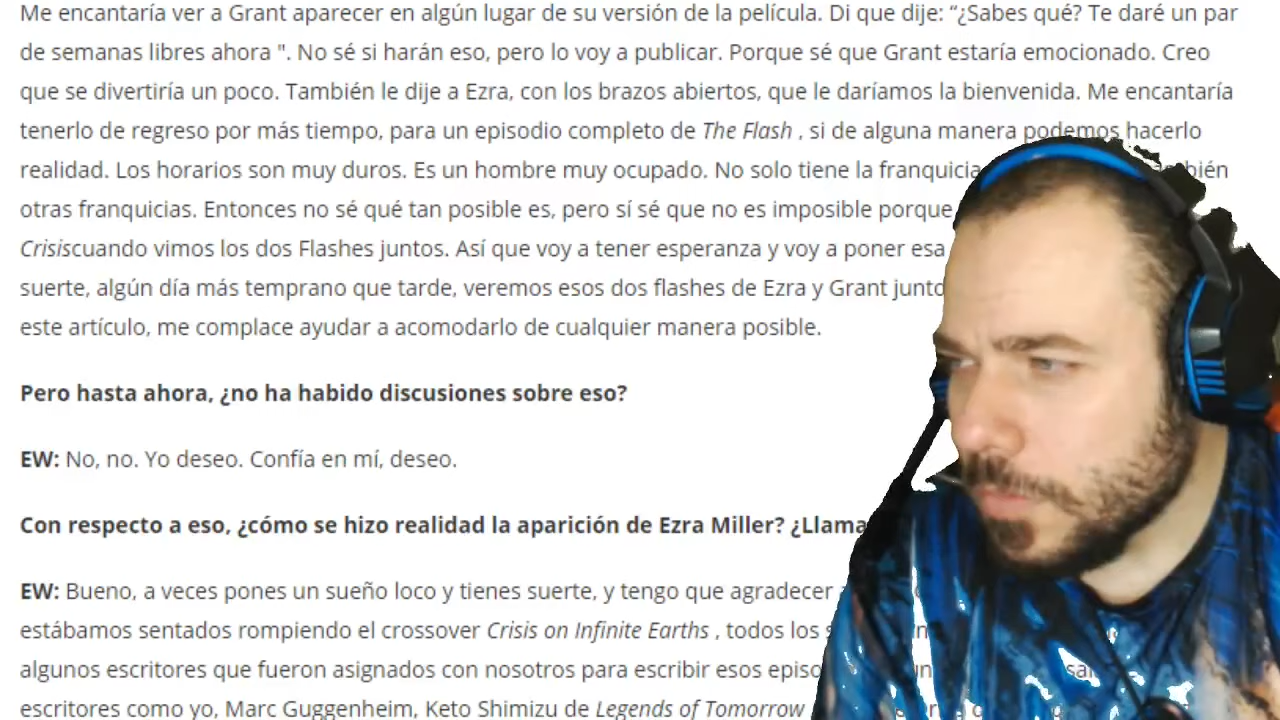 Me encantaría ver a Grant aparecer en algún lugar de su versión de la película. Di que dije: “¿Sabes qué? Te daré un par
de semanas libres ahora ". No sé si harán eso, pero lo voy a publicar. Porque sé que Grant estaría emocionado. Creo
que se divertiría un poco. También le dije a Ezra, con los brazos abiertos, que le daríamos la bienvenida. Me encantaría
tenerlo de regreso por más tiempo, para un episodio completo de The Flash , si de alguna manera podemos hacerlo
realidad. Los horarios son muy duros. Es un hombre muy ocupado. No solo tiene la franquicia
otras franquicias. Entonces no sé qué tan posible es, pero sí sé que no es imposible porque
Crisiscuando vimos los dos Flashes juntos. Así que voy a tener esperanza y voy a poner esa
suerte, algún día más temprano que tarde, veremos esos dos flashes de Ezra y Grant
este artículo, me complace ayudar a acomodarlo de cualquier manera posible.
Pero hasta ahora, ¿no ha habido discusiones sobre eso?
EW: No, no. Yo deseo. Confía en mí, deseo.
Con respecto a eso, ¿cómo se hizo realidad la aparición de Ezra Miller?
EW: Bueno, a veces pones un sueño loco y tienes suerte, y tengo que agradecer
estábamos sentados rompiendo el crossover Crisis on Infinite Earths , todos los
algunos escritores que fueron asignados con nosotros para escribir esos
escritores como yo, Marc Guggenheim, Keto Shimizu de Legends of Tomorrow